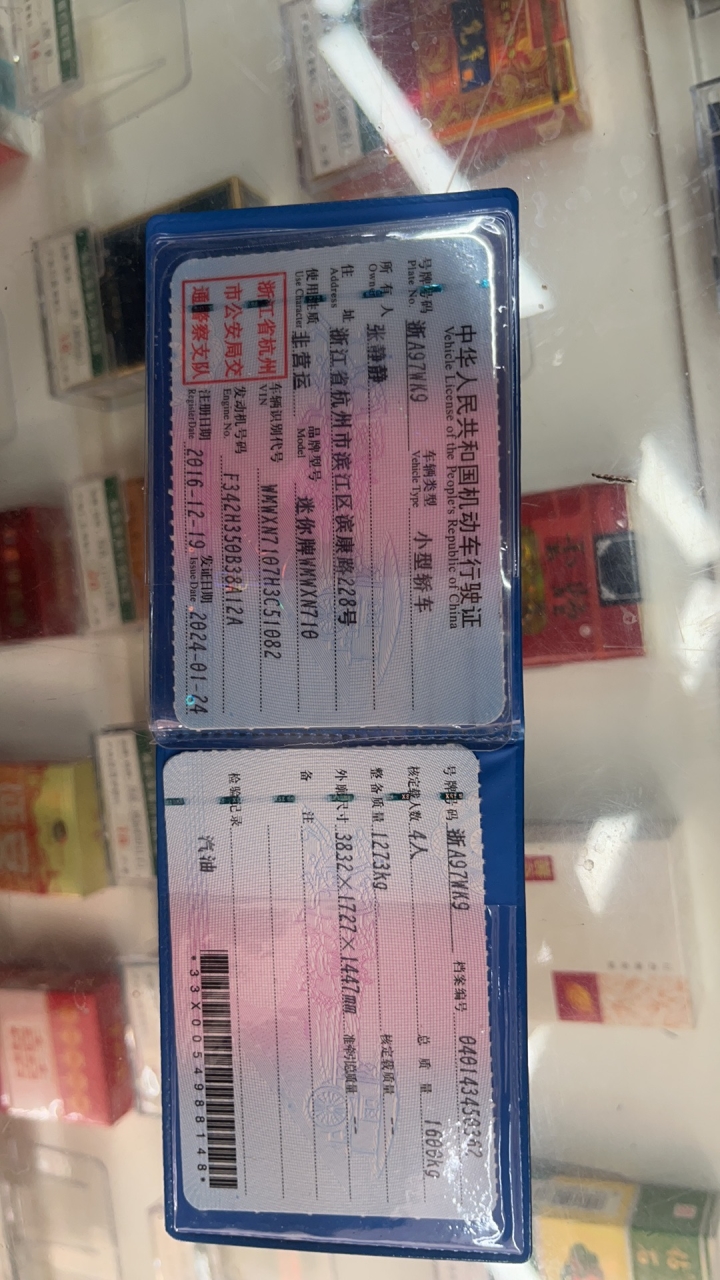 中华人民共和国机动车行驶证
Vehicle License of the People's Republic of China
号牌号码 浙A97WK9 车辆类型 小型轿车
Plate No. Vehicle Type
所有人 张静静
Owner
住址 浙江省杭州市滨江区滨康路228号
Address
使用性质 非营运 品牌型号 迷你牌WMWXN710
Use Character Model
浙江省杭州
市公安局交
通警察支队
车辆识别代号 WMWXN7107H3C51082
VIN
发动机号码 F342H350B38A12A
Engine No.
注册日期 2016-12-19 发证日期 2024-01-24
Register Date Issue Date
号牌号码 浙A97WK9 档案编号
核定载人数 4人 总质量 1600kg
整备质量 1273kg 核定载质量 --
外廓尺寸 3832×1727×1447mm 准牵引总质量 --
备注
检验记录
汽油
*33X0054988148*